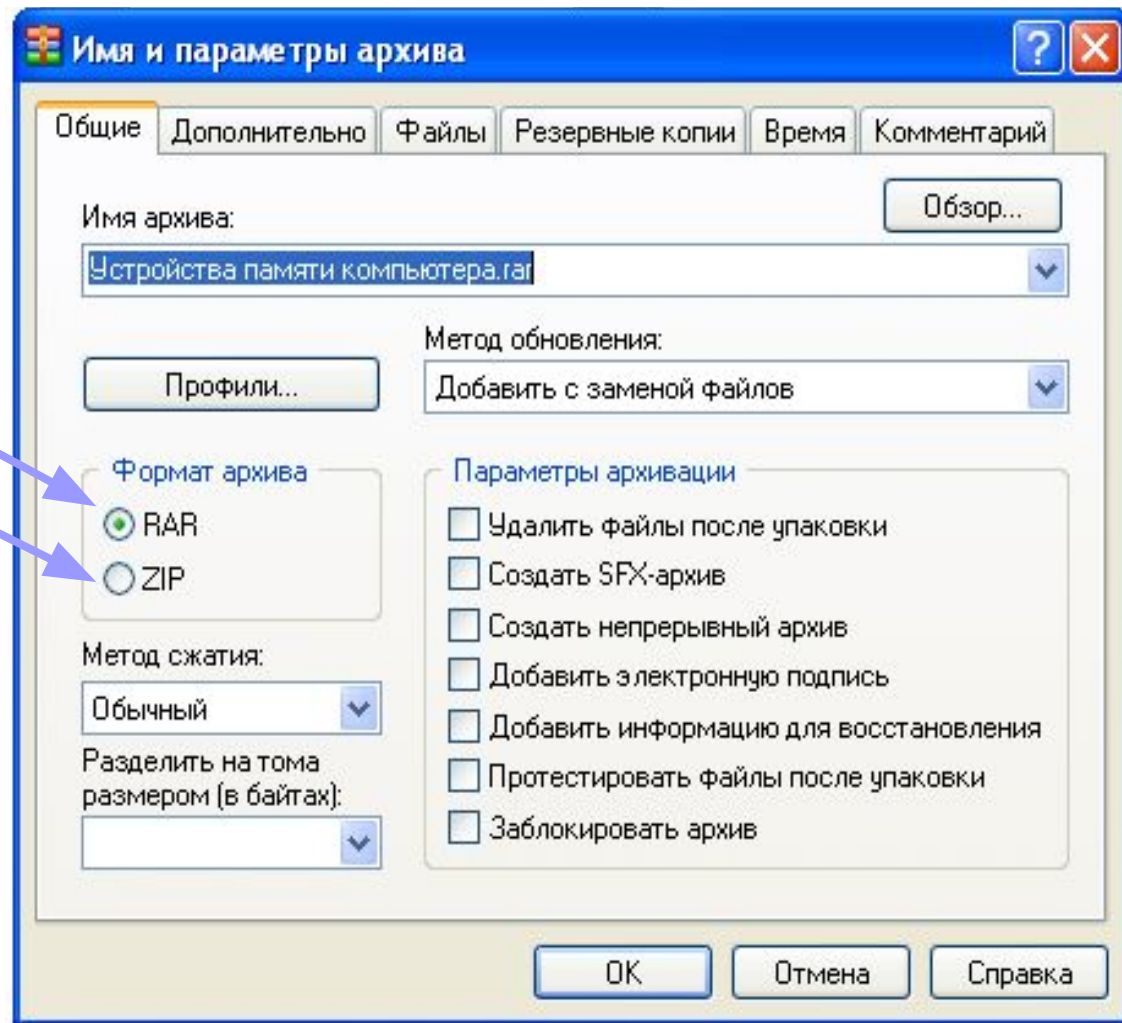 Имя и параметры архива
Общие Дополнительно Файлы Резервные копии Время Комментарий
Обзор...
Имя архива:
Устройства памяти компьютера.rar
Метод обновления:
Профили...
Добавить с заменой файлов
Формат архива
RAR
ZIP
Метод сжатия:
Обычный
Разделить на тома
размером (в байтах):
Параметры архивации
Удалить файлы после упаковки
Создать SFX-архив
Создать непрерывный архив
Добавить электронную подпись
Добавить информацию для восстановления
Протестировать файлы после упаковки
Заблокировать архив
OK Отмена Справка